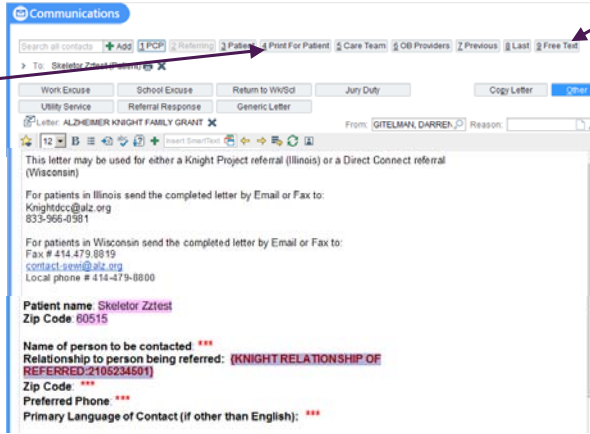 Communications
Search all contacts Add 1 PCP 2 Referring 3 Patient 4 Print For Patient 5 Care Team 6 OB Providers 7 Previous 8 Last 9 Free Text
To: Skeletor Zztest (Patient)
Work Excuse School Excuse Return to Wk/Scl Jury Duty Copy Letter Other
Utility Service Referral Response Generic Letter
Letter: ALZHEIMER KNIGHT FAMILY GRANT From: GITELMAN, DARREN, Reason:
12 B Insert SmartText
This letter may be used for either a Knight Project referral (Illinois) or a Direct Connect referral
(Wisconsin)
For patients in Illinois send the completed letter by Email or Fax to:
Knightdcc@alz.org
833-966-0981
For patients in Wisconsin send the completed letter by Email or Fax to:
Fax # 414.479.8819
contact-sewi@alz.org
Local phone # 414-479-8800
Patient name: Skeletor Zztest
Zip Code: 60515
Name of person to be contacted: ***
Relationship to person being referred: {KNIGHT RELATIONSHIP OF
REFERRED:2105234501}
Zip Code: ***
Preferred Phone: ***
Primary Language of Contact (if other than English): ***